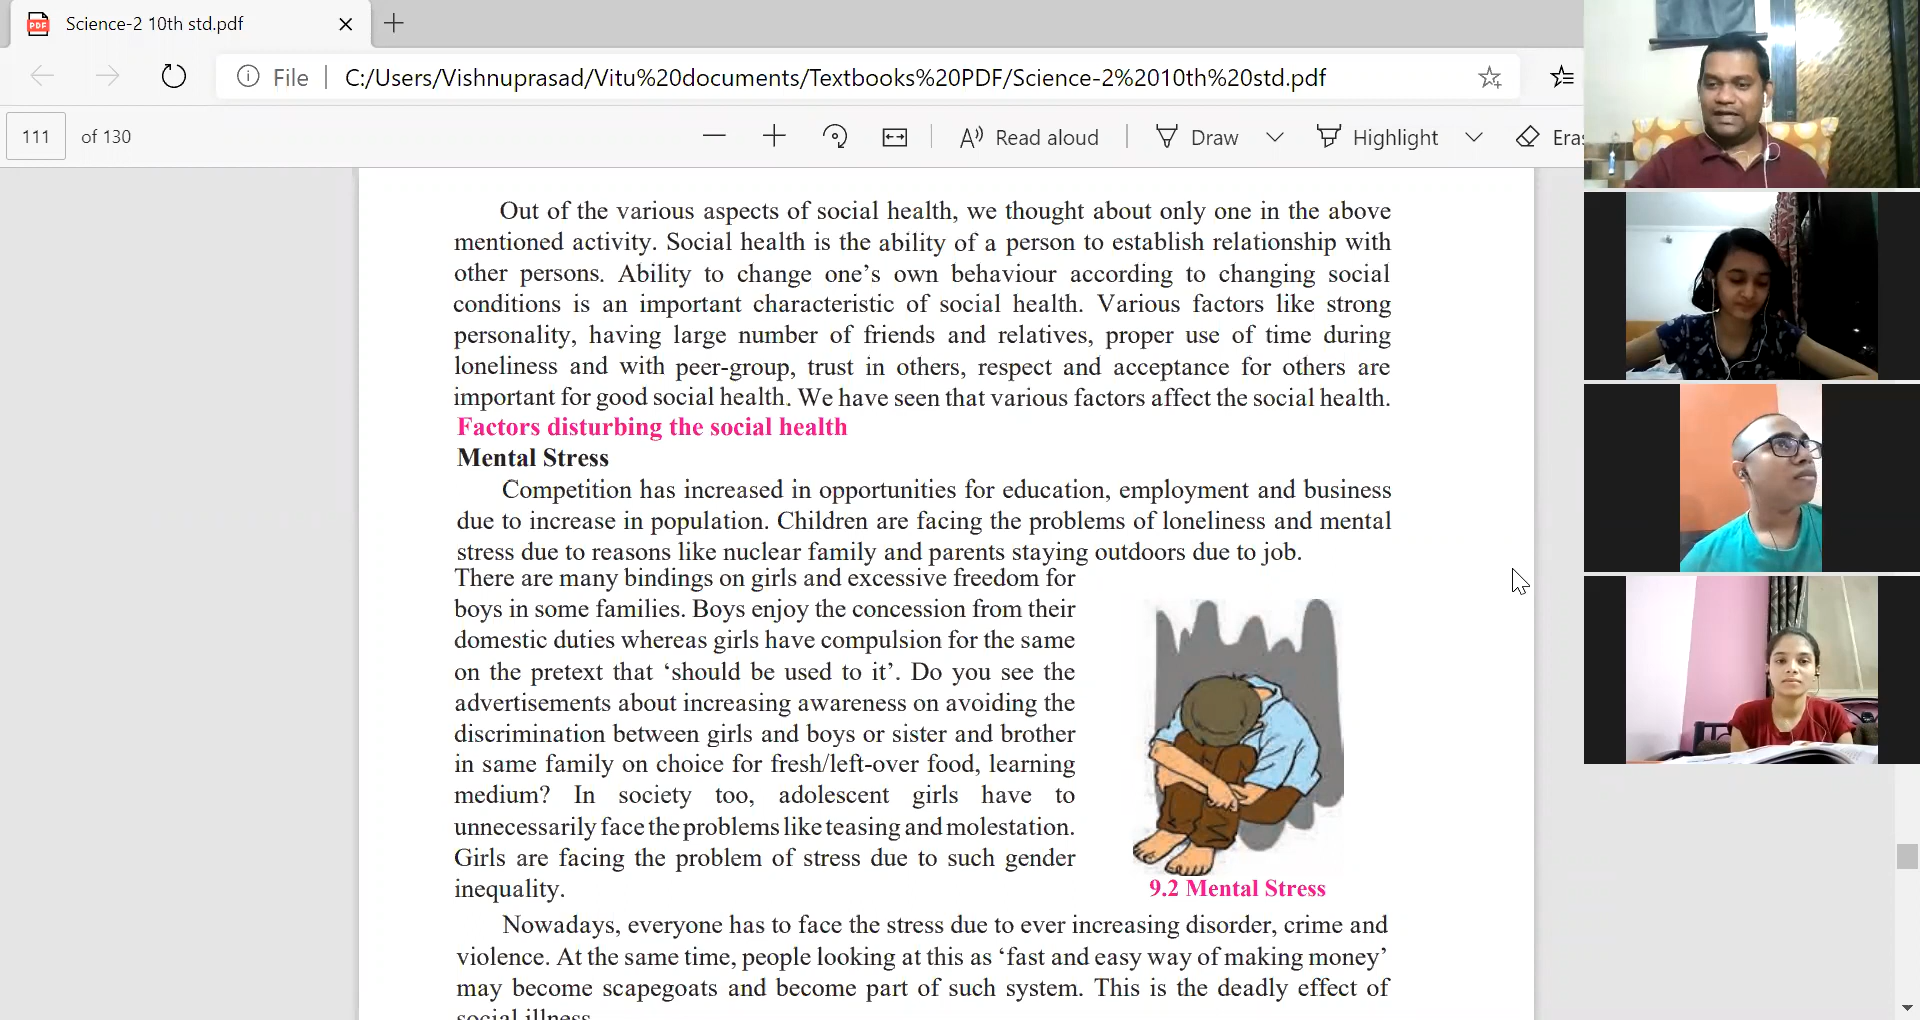 Science-2 10th std.pdf
File
C:/Users/Vishnuprasad/Vitu%20documents/Textbooks%20PDF/Science-2%2010th%20std.pdf
111 of 130
Read aloud
Draw
Highlight
Eras
Out of the various aspects of social health, we thought about only one in the above
mentioned activity. Social health is the ability of a person to establish relationship with
other persons. Ability to change one’s own behaviour according to changing social
conditions is an important characteristic of social health. Various factors like strong
personality, having large number of friends and relatives, proper use of time during
loneliness and with peer-group, trust in others, respect and acceptance for others are
important for good social health. We have seen that various factors affect the social health.
Factors disturbing the social health
Mental Stress
Competition has increased in opportunities for education, employment and business
due to increase in population. Children are facing the problems of loneliness and mental
stress due to reasons like nuclear family and parents staying outdoors due to job.
There are many bindings on girls and excessive freedom for
boys in some families. Boys enjoy the concession from their
domestic duties whereas girls have compulsion for the same
on the pretext that ‘should be used to it’. Do you see the
advertisements about increasing awareness on avoiding the
discrimination between girls and boys or sister and brother
in same family on choice for fresh/left-over food, learning
medium? In society too, adolescent girls have to
unnecessarily face the problems like teasing and molestation.
Girls are facing the problem of stress due to such gender
inequality.
9.2 Mental Stress
Nowadays, everyone has to face the stress due to ever increasing disorder, crime and
violence. At the same time, people looking at this as ‘fast and easy way of making money’
may become scapegoats and become part of such system. This is the deadly effect of
social illness.